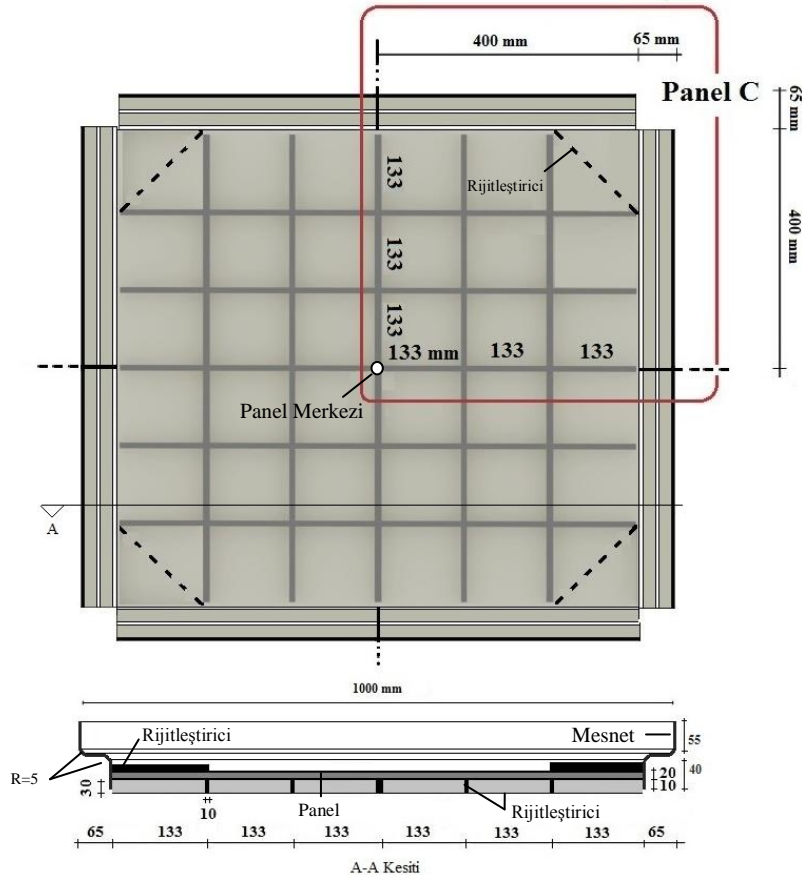 400 mm
65 mm
Panel C
65 mm
133
Rijitleştirici
133
400 mm
133
133 mm
133
133
Panel Merkezi
A
1000 mm
Rijitleştirici
Mesnet
55
R=5
40
20
30
10
10
Panel
Rijitleştirici
65
133
133
133
133
133
133
65
A-A Kesiti